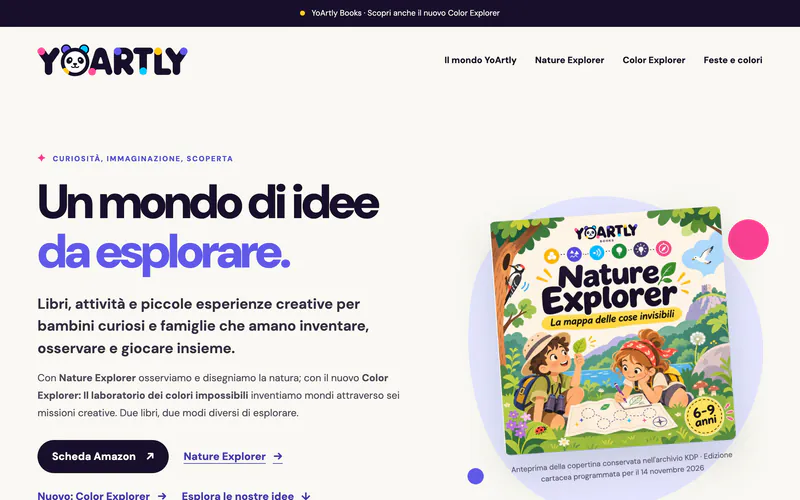 YoArtly Books · Scopri anche il nuovo Color Explorer
YOARTLY
Il mondo YoArtly
Nature Explorer
Color Explorer
Feste e colori
CURIOSITÀ, IMMAGINAZIONE, SCOPERTA
Un mondo di idee
da esplorare.
Libri, attività e piccole esperienze creative per
bambini curiosi e famiglie che amano inventare,
osservare e giocare insieme.
Con Nature Explorer osserviamo e disegniamo la natura; con il nuovo Color
Explorer: Il laboratorio dei colori impossibili inventiamo mondi attraverso sei
missioni creative. Due libri, due modi diversi di esplorare.
Scheda Amazon ↗
Nature Explorer →
Nuovo: Color Explorer →
Esplora le nostre idee ↓
YOARTLY
BOOKS
Nature
Explorer
La mappa delle cose invisibili
6-9
anni
Anteprima della copertina conservata nell'archivio KDP · Edizione
cartacea programmata per il 14 novembre 2026